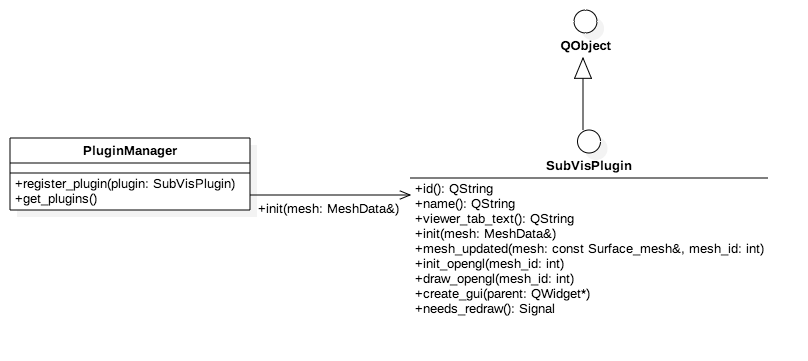 QObject
PluginManager
+register_plugin(plugin: SubVisPlugin)
+get_plugins()
+init(mesh: MeshData&)
SubVisPlugin
+id(): QString
+name(): QString
+viewer_tab_text(): QString
+init(mesh: MeshData&)
+mesh_updated(mesh: const Surface_mesh&, mesh_id: int)
+init_opengl(mesh_id: int)
+draw_opengl(mesh_id: int)
+create_gui(parent: QWidget*)
+needs_redraw(): Signal